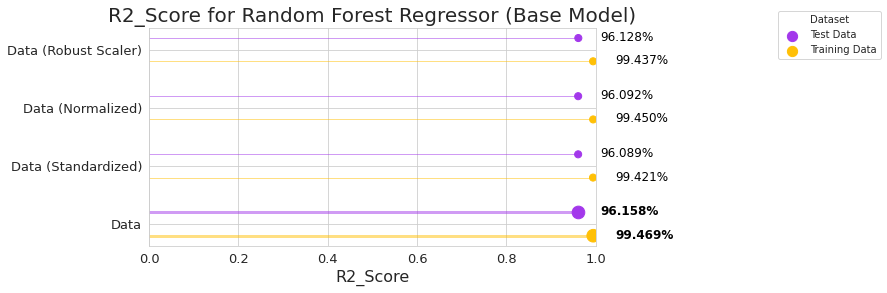 R2_Score for Random Forest Regressor (Base Model)
Dataset
Test Data
Training Data
Data (Robust Scaler)
96.128%
99.437%
Data (Normalized)
96.092%
99.450%
Data (Standardized)
96.089%
99.421%
Data
96.158%
99.469%
0.0 0.2 0.4 0.6 0.8 1.0
R2_Score